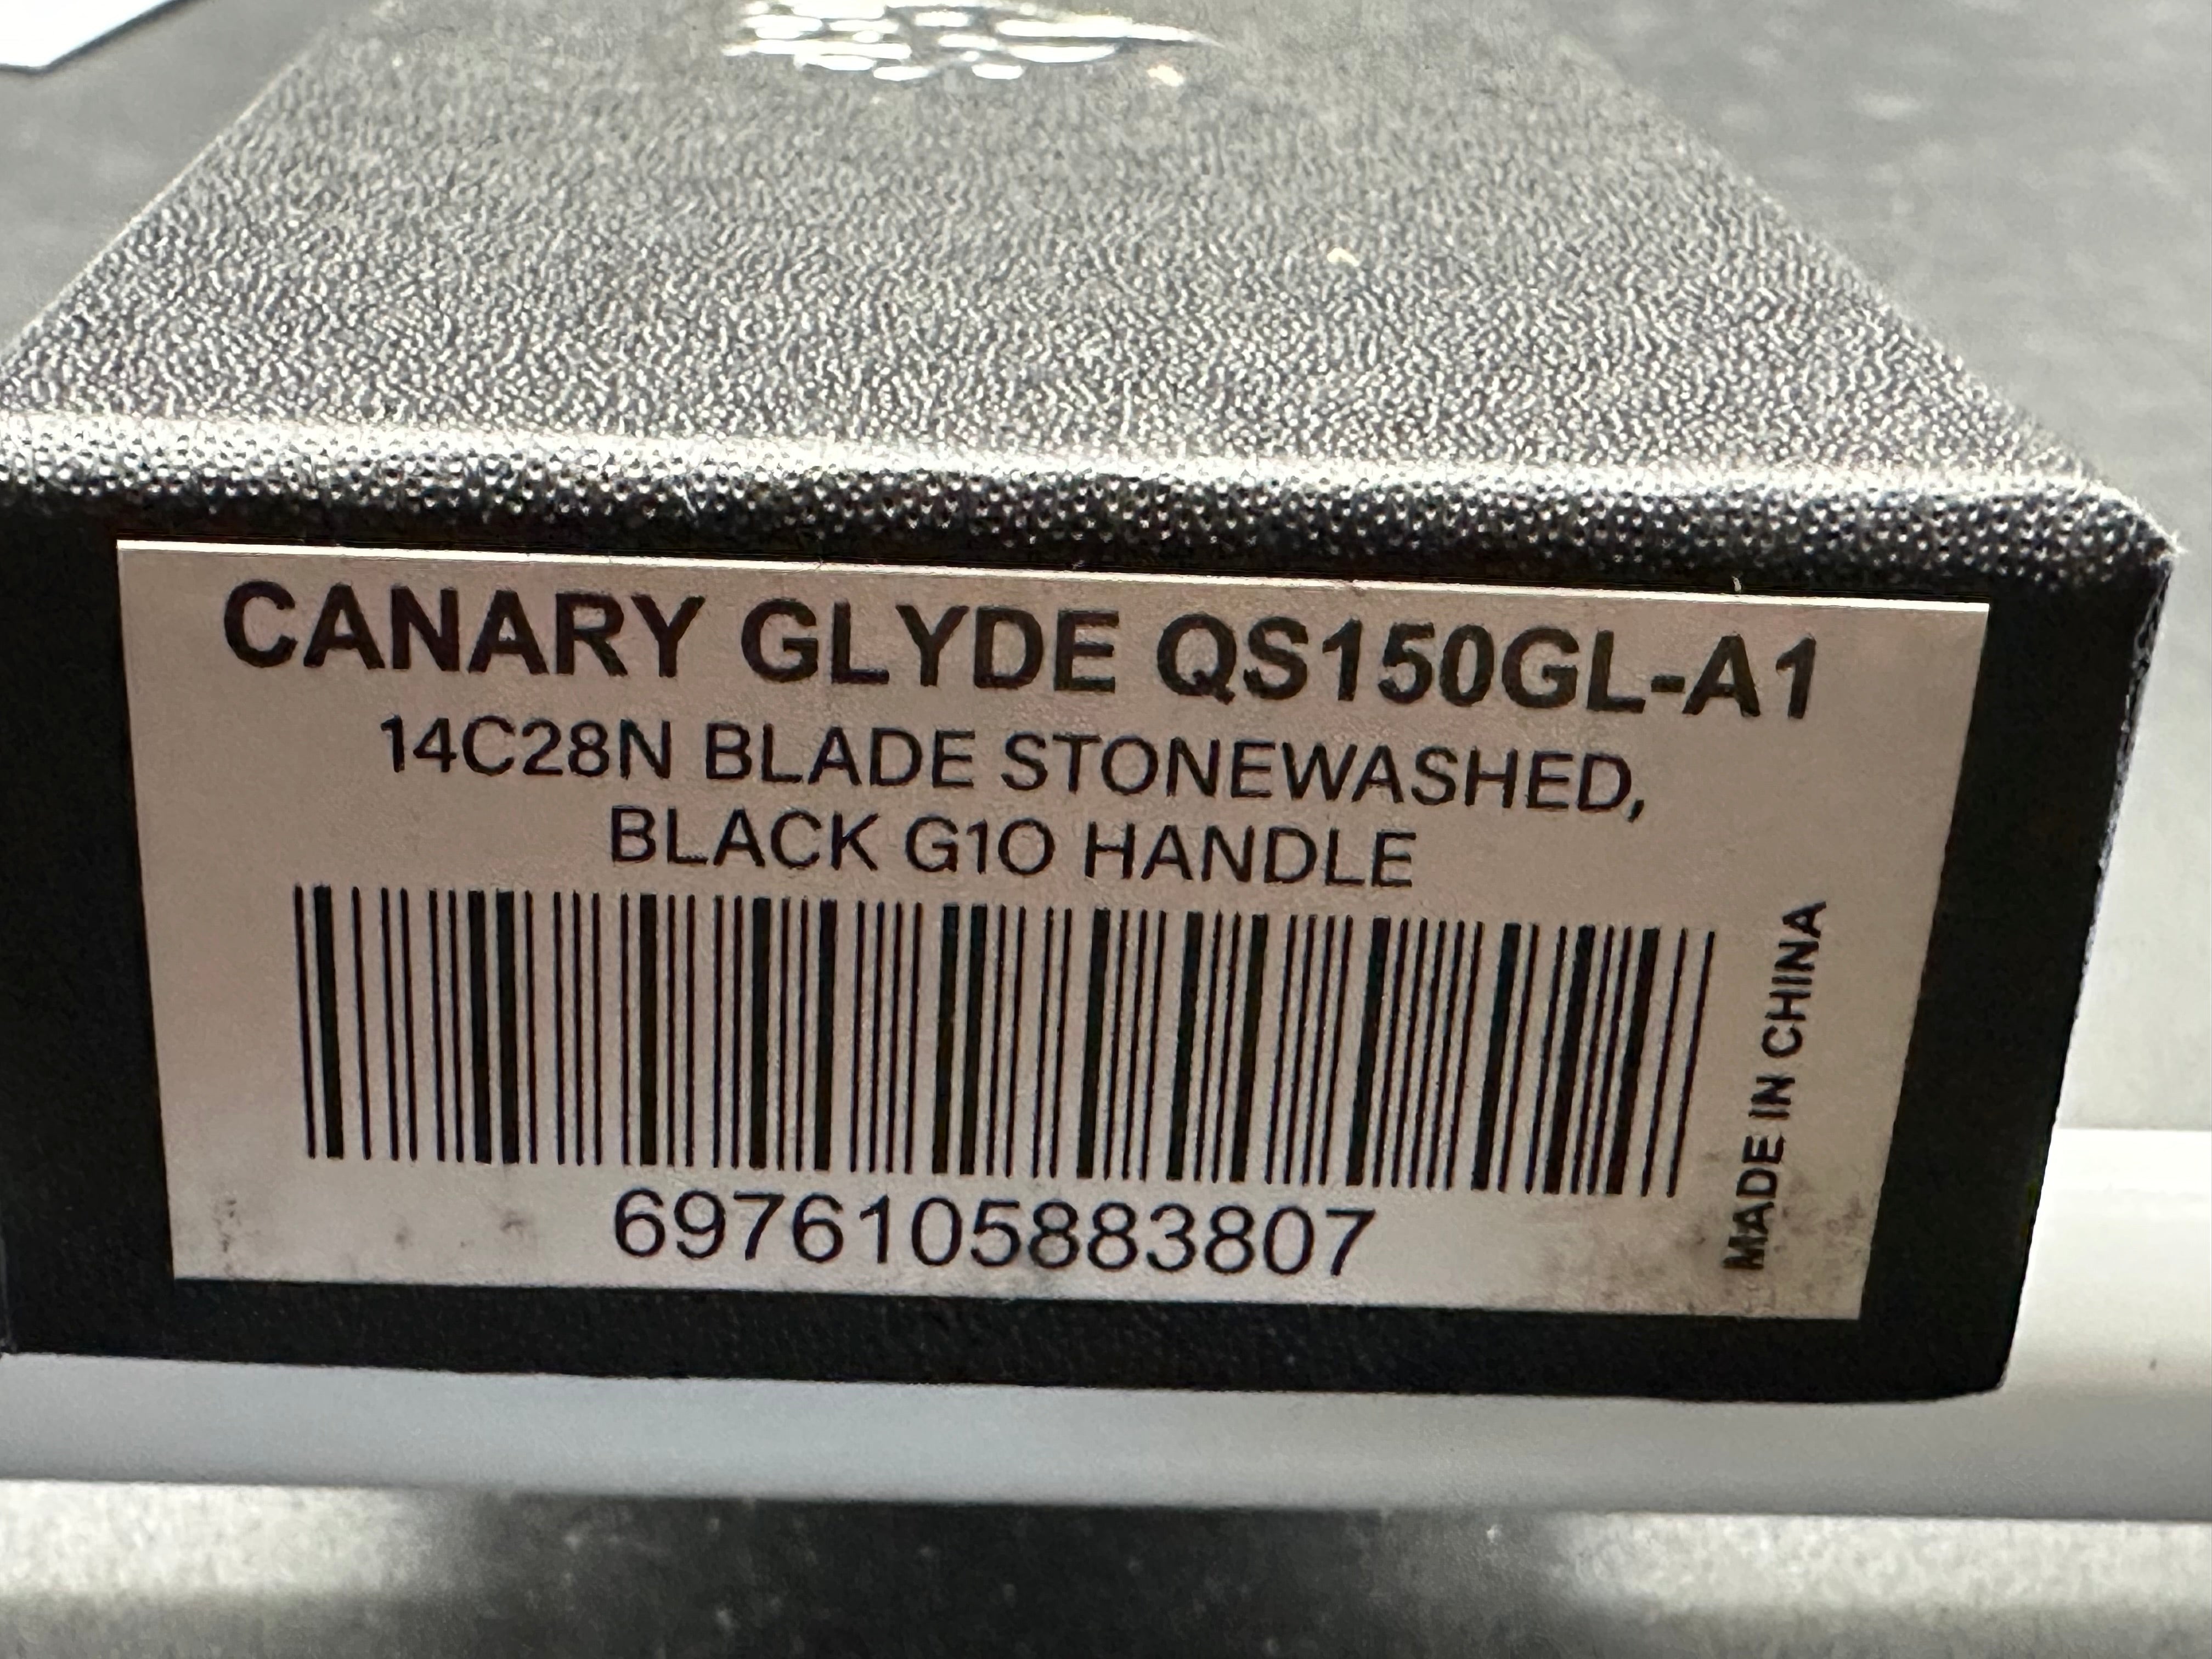 CANARY GLYDE QS150GL-A1
14C28N BLADE STONEWASHED,
BLACK G10 HANDLE
6976105883807
MADE IN CHINA